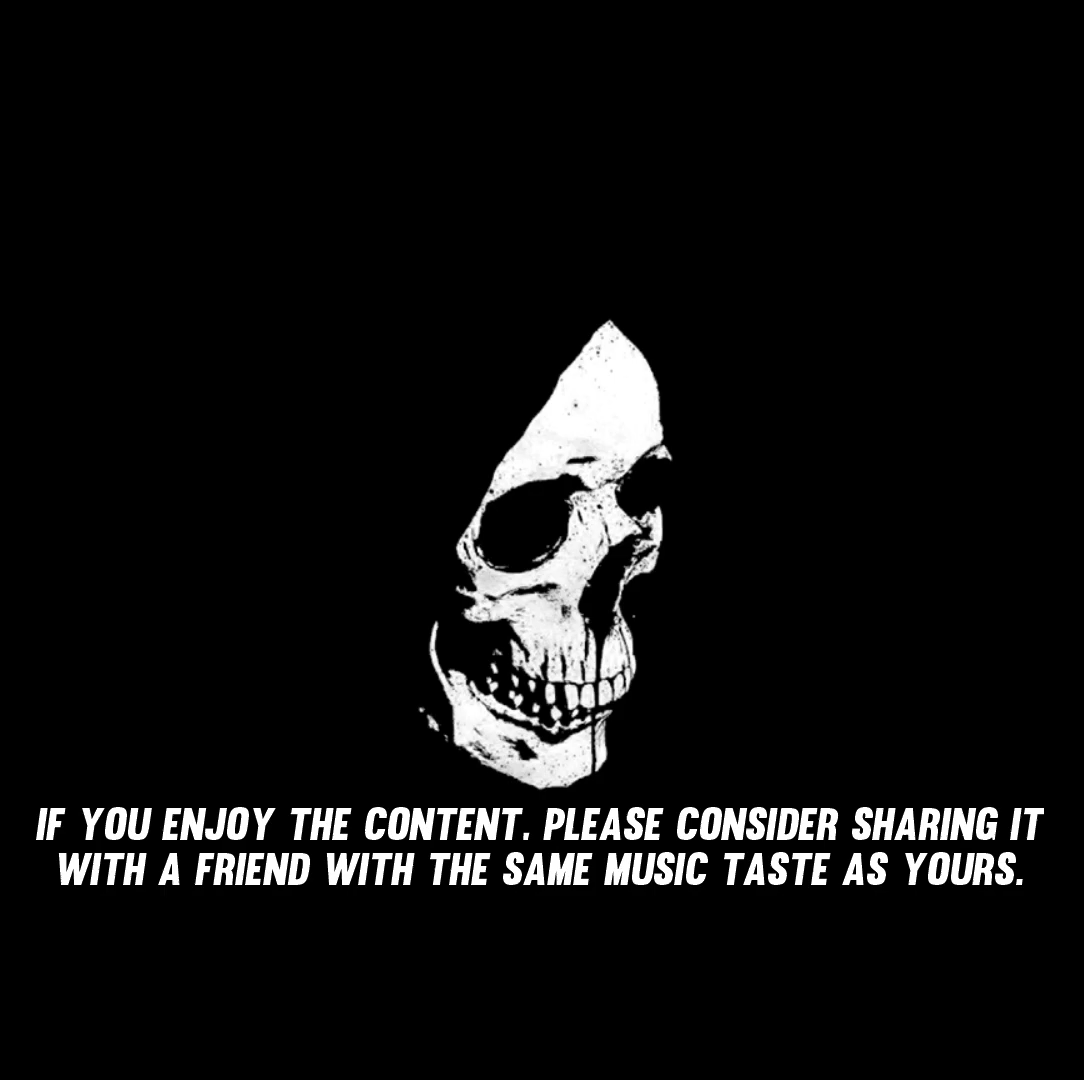 IF YOU ENJOY THE CONTENT. PLEASE CONSIDER SHARING IT
WITH A FRIEND WITH THE SAME MUSIC TASTE AS YOURS.